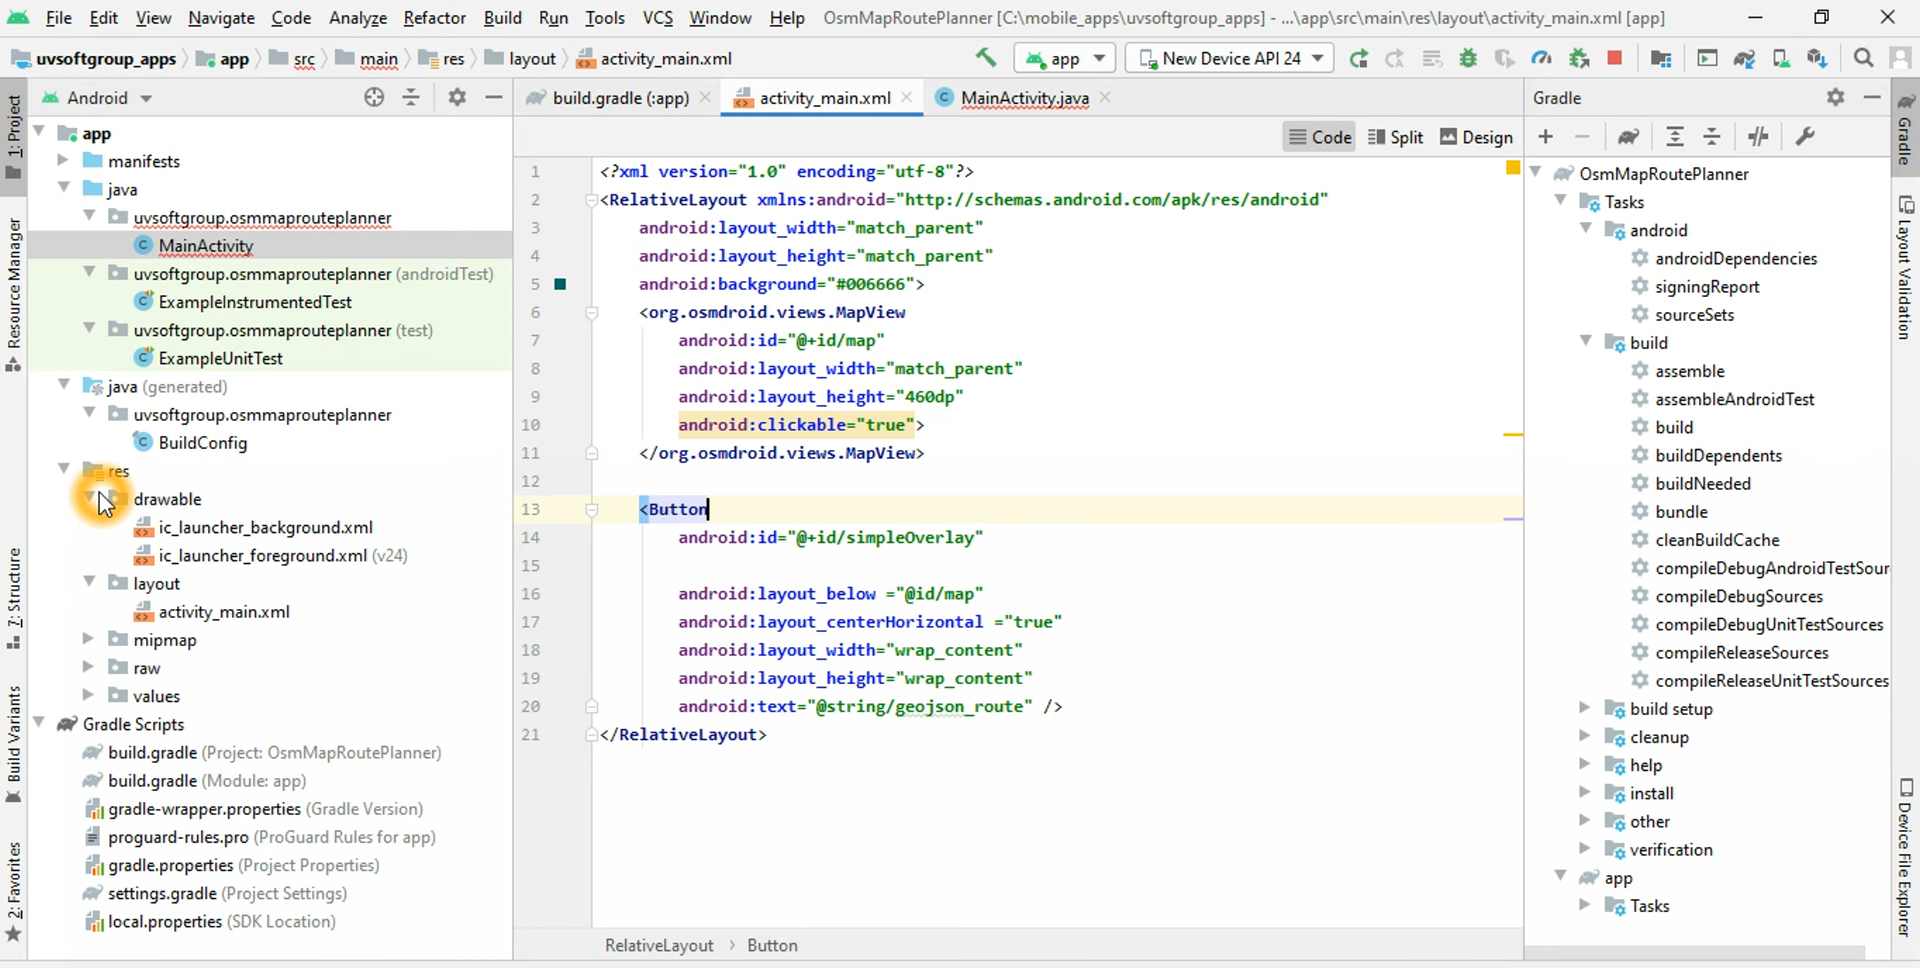 File Edit View Navigate Code Analyze Refactor Build Run Tools VCS Window Help OsmMapRoutePlanner [C:\mobile_apps\uvsoftgroup_apps] - ...\app\src\main\res\layout\activity_main.xml [app]
uvsoftgroup_apps app src main res layout activity_main.xml app New Device API 24
Android build.gradle (:app) activity_main.xml MainActivity.java Gradle
Code Split Design
1: Project
Resource Manager
7: Structure
Build Variants
2: Favorites
app
manifests
java
uvsoftgroup.osmmaprouteplanner
MainActivity
uvsoftgroup.osmmaprouteplanner (androidTest)
ExampleInstrumentedTest
uvsoftgroup.osmmaprouteplanner (test)
ExampleUnitTest
java (generated)
uvsoftgroup.osmmaprouteplanner
BuildConfig
res
drawable
ic_launcher_background.xml
ic_launcher_foreground.xml (v24)
layout
activity_main.xml
mipmap
raw
values
Gradle Scripts
build.gradle (Project: OsmMapRoutePlanner)
build.gradle (Module: app)
gradle-wrapper.properties (Gradle Version)
proguard-rules.pro (ProGuard Rules for app)
gradle.properties (Project Properties)
settings.gradle (Project Settings)
local.properties (SDK Location)
1 <?xml version="1.0" encoding="utf-8"?>
2 <RelativeLayout xmlns:android="http://schemas.android.com/apk/res/android"
3 android:layout_width="match_parent"
4 android:layout_height="match_parent"
5 android:background="#006666">
6 <org.osmdroid.views.MapView
7 android:id="@+id/map"
8 android:layout_width="match_parent"
9 android:layout_height="460dp"
10 android:clickable="true">
11 </org.osmdroid.views.MapView>
12
13 <Button
14 android:id="@+id/simpleOverlay"
15
16 android:layout_below ="@id/map"
17 android:layout_centerHorizontal ="true"
18 android:layout_width="wrap_content"
19 android:layout_height="wrap_content"
20 android:text="@string/geojson_route" />
21 </RelativeLayout>
RelativeLayout › Button
OsmMapRoutePlanner
Tasks
android
androidDependencies
signingReport
sourceSets
build
assemble
assembleAndroidTest
build
buildDependents
buildNeeded
bundle
cleanBuildCache
compileDebugAndroidTestSour
compileDebugSources
compileDebugUnitTestSources
compileReleaseSources
compileReleaseUnitTestSources
build setup
cleanup
help
install
other
verification
app
Tasks
Gradle
Layout Validation
Device File Explorer